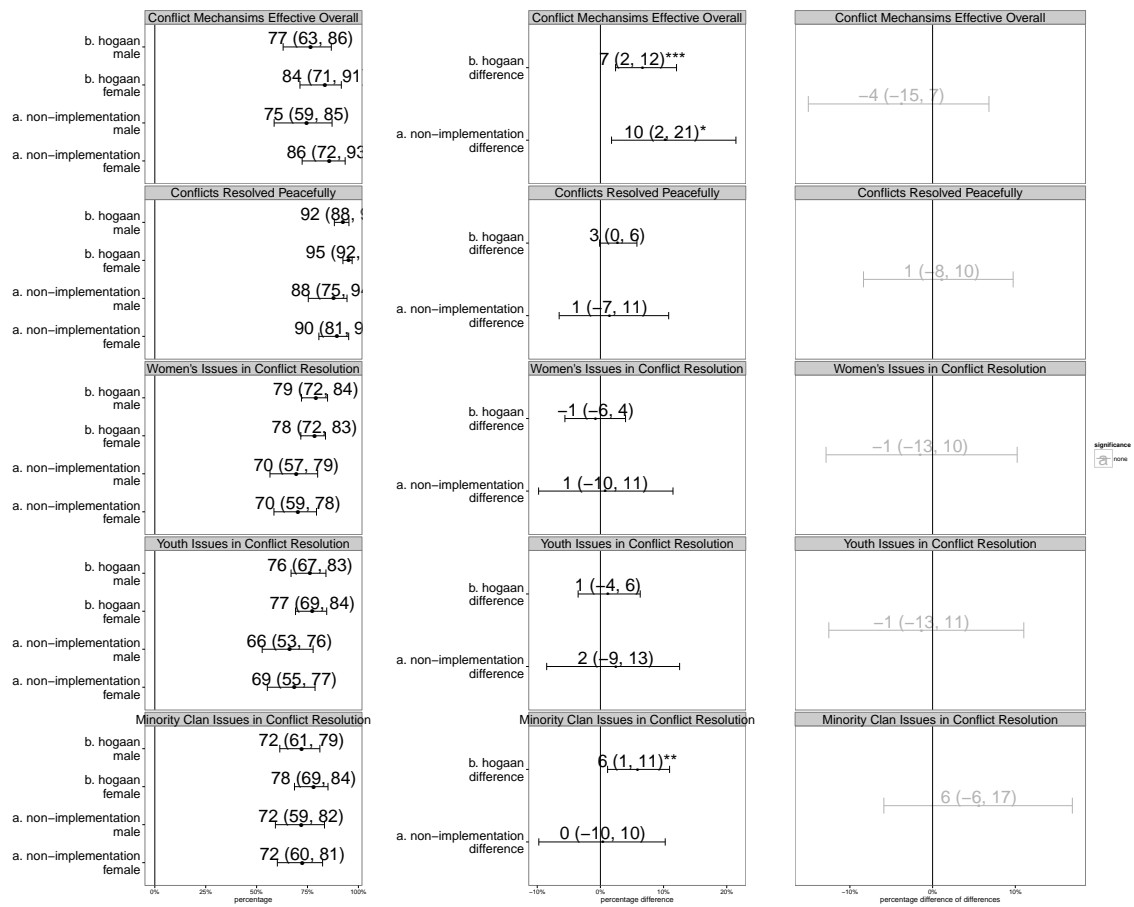 Conflict Mechansims Effective Overall
b. hogaan
male
77 (63, 86)
b. hogaan
female
84 (71, 91
a. non−implementation
male
75 (59, 85)
a. non−implementation
female
86 (72, 93
Conflicts Resolved Peacefully
b. hogaan
male
92 (88, 9
b. hogaan
female
95 (92,
a. non−implementation
male
88 (75, 94
a. non−implementation
female
90 (81, 9
Women's Issues in Conflict Resolution
b. hogaan
male
79 (72, 84)
b. hogaan
female
78 (72, 83)
a. non−implementation
male
70 (57, 79)
a. non−implementation
female
70 (59, 78)
Youth Issues in Conflict Resolution
b. hogaan
male
76 (67, 83)
b. hogaan
female
77 (69, 84)
a. non−implementation
male
66 (53, 76)
a. non−implementation
female
69 (55, 77)
Minority Clan Issues in Conflict Resolution
b. hogaan
male
72 (61, 79)
b. hogaan
female
78 (69, 84)
a. non−implementation
male
72 (59, 82)
a. non−implementation
female
72 (60, 81)
0% 25% 50% 75% 100%
percentage
Conflict Mechansims Effective Overall
b. hogaan
difference
7 (2, 12)***
a. non−implementation
difference
10 (2, 21)*
Conflicts Resolved Peacefully
b. hogaan
difference
3 (0, 6)
a. non−implementation
difference
1 (−7, 11)
Women's Issues in Conflict Resolution
b. hogaan
difference
−1 (−6, 4)
a. non−implementation
difference
1 (−10, 11)
Youth Issues in Conflict Resolution
b. hogaan
difference
1 (−4, 6)
a. non−implementation
difference
2 (−9, 13)
Minority Clan Issues in Conflict Resolution
b. hogaan
difference
6 (1, 11)**
a. non−implementation
difference
0 (−10, 10)
−10% 0% 10% 20%
percentage difference
Conflict Mechansims Effective Overall
−4 (−15, 7)
Conflicts Resolved Peacefully
1 (−8, 10)
Women's Issues in Conflict Resolution
−1 (−13, 10)
Youth Issues in Conflict Resolution
−1 (−13, 11)
Minority Clan Issues in Conflict Resolution
6 (−6, 17)
−10% 0% 10%
percentage difference of differences
significance
a none